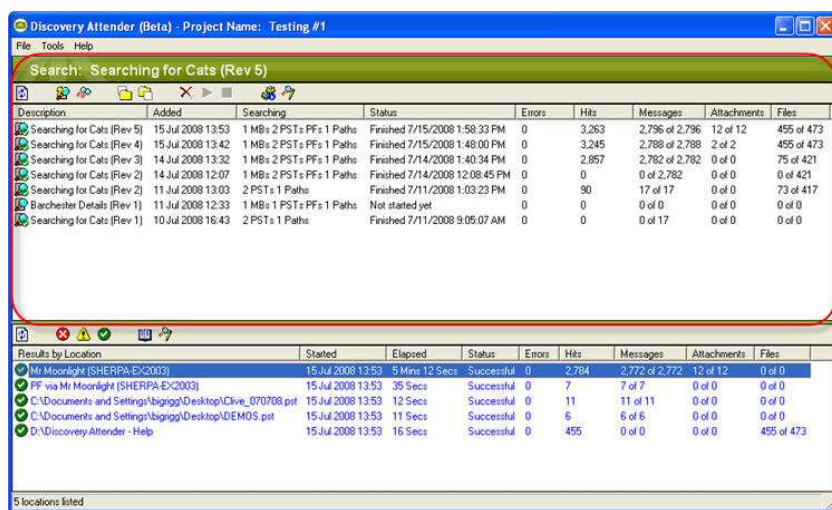 Discovery Attender (Beta) - Project Name: Testing #1
File Tools Help
Search: Searching for Cats (Rev 5)
Description Added Searching Status Errors Hits Messages Attachments Files
Searching for Cats (Rev 5) 15 Jul 2008 13:53 1 MBs 2 PSTs PFs 1 Paths Finished 7/15/2008 1:58:33 PM 0 3,263 2,796 of 2,796 12 of 12 455 of 473
Searching for Cats (Rev 4) 15 Jul 2008 13:42 1 MBs 2 PSTs PFs 1 Paths Finished 7/15/2008 1:48:00 PM 0 3,245 2,788 of 2,788 2 of 2 455 of 473
Searching for Cats (Rev 3) 14 Jul 2008 13:32 1 MBs 2 PSTs PFs 1 Paths Finished 7/14/2008 1:40:34 PM 0 2,857 2,782 of 2,782 0 of 0 75 of 421
Searching for Cats (Rev 2) 14 Jul 2008 12:07 1 MBs 2 PSTs PFs 1 Paths Finished 7/14/2008 12:08:45 PM 0 0 0 of 2,782 0 of 0 0 of 421
Searching for Cats (Rev 2) 11 Jul 2008 13:03 2 PSTs 1 Paths Finished 7/11/2008 1:03:23 PM 0 90 17 of 17 0 of 0 73 of 417
Barchester Details (Rev 1) 11 Jul 2008 12:33 1 MBs 1 PSTs PFs 1 Paths Not started yet 0 0 0 of 0 0 of 0 0 of 0
Searching for Cats (Rev 1) 10 Jul 2008 16:43 2 PSTs 1 Paths Finished 7/11/2008 9:05:07 AM 0 0 0 of 17 0 of 0 0 of 0
Results by Location Started Elapsed Status Errors Hits Messages Attachments Files
Mr Moonlight (SHERPA-EX2003) 15 Jul 2008 13:53 5 Mins 12 Secs Successful 0 2,784 2,772 of 2,772 12 of 12 0 of 0
PF via Mr Moonlight (SHERPA-EX2003) 15 Jul 2008 13:53 35 Secs Successful 0 7 7 of 7 0 of 0 0 of 0
C:\Documents and Settings\bigrigg\Desktop\Clive_070708.pst 15 Jul 2008 13:53 12 Secs Successful 0 11 11 of 11 0 of 0 0 of 0
C:\Documents and Settings\bigrigg\Desktop\DEMOS.pst 15 Jul 2008 13:53 11 Secs Successful 0 6 6 of 6 0 of 0 0 of 0
D:\Discovery Attender - Help 15 Jul 2008 13:53 16 Secs Successful 0 455 0 of 0 0 of 0 455 of 473
5 locations listed